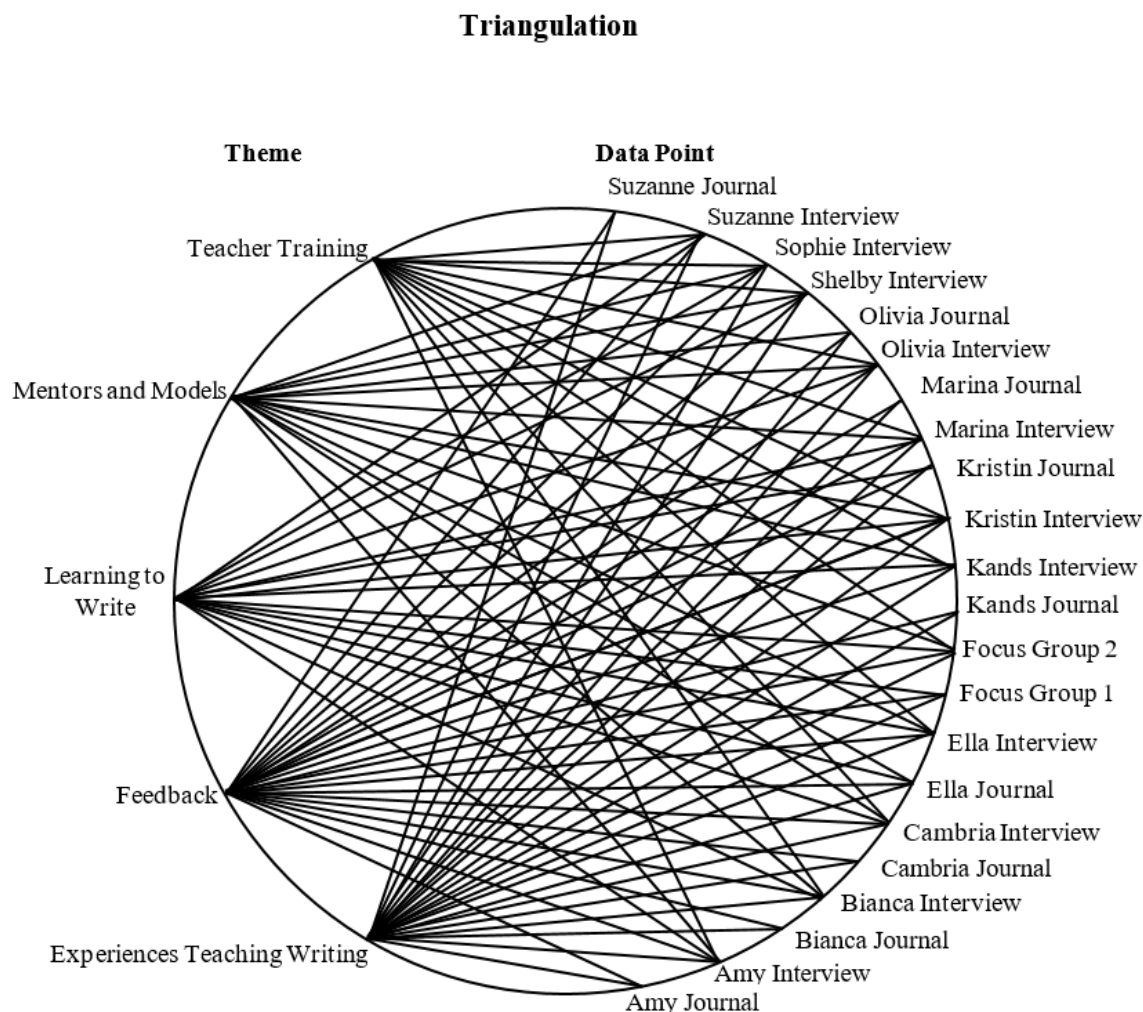 Triangulation
Theme
Data Point
Suzanne Journal
Suzanne Interview
Sophie Interview
Teacher Training
Shelby Interview
Olivia Journal
Olivia Interview
Mentors and Models
Marina Journal
Marina Interview
Kristin Journal
Kristin Interview
Learning to
Write
Kands Interview
Kands Journal
Focus Group 2
Focus Group 1
Ella Interview
Feedback
Ella Journal
Cambria Interview
Cambria Journal
Bianca Interview
Bianca Journal
Experiences Teaching Writing
Amy Interview
Amy Journal